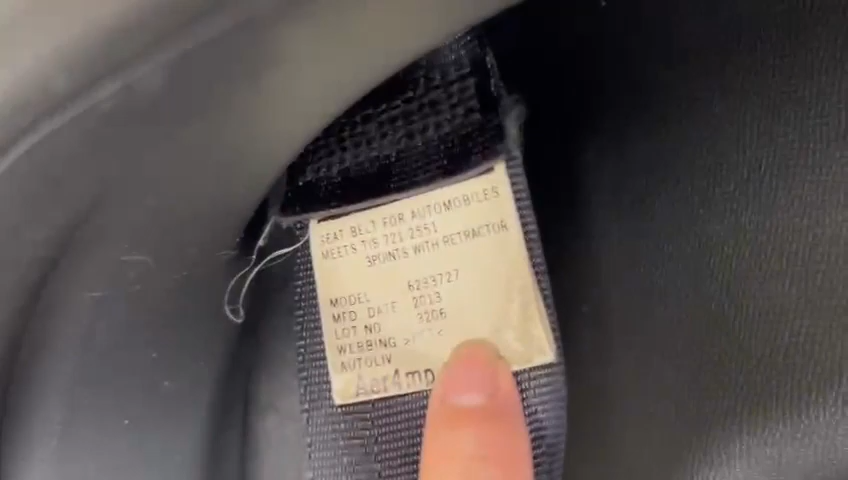 SEAT BELT FOR AUTOMOBILES
MEETS TIS 721 2551
3POINTS WITH RETRACTOR
MODEL 6233727
MFD DATE 2013
LOT NO 3206
WEBBING
AUTOLIV